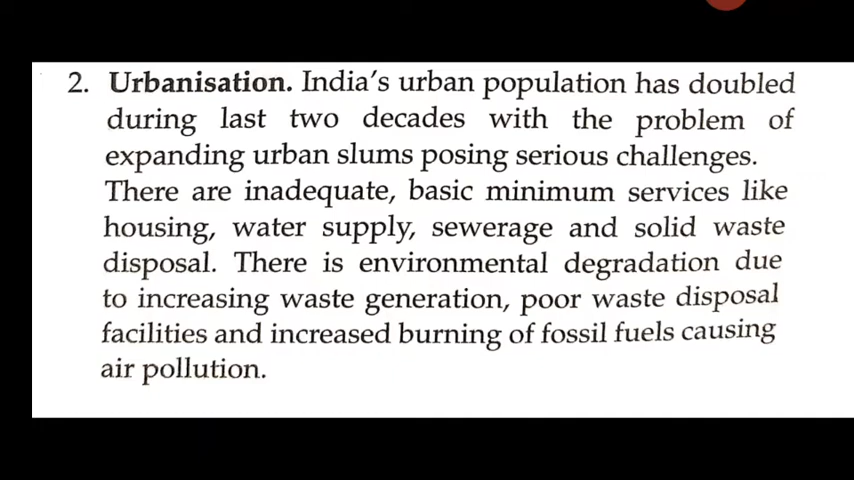 2. Urbanisation. India's urban population has doubled
during last two decades with the problem of
expanding urban slums posing serious challenges.
There are inadequate, basic minimum services like
housing, water supply, sewerage and solid waste
disposal. There is environmental degradation due
to increasing waste generation, poor waste disposal
facilities and increased burning of fossil fuels causing
air pollution.